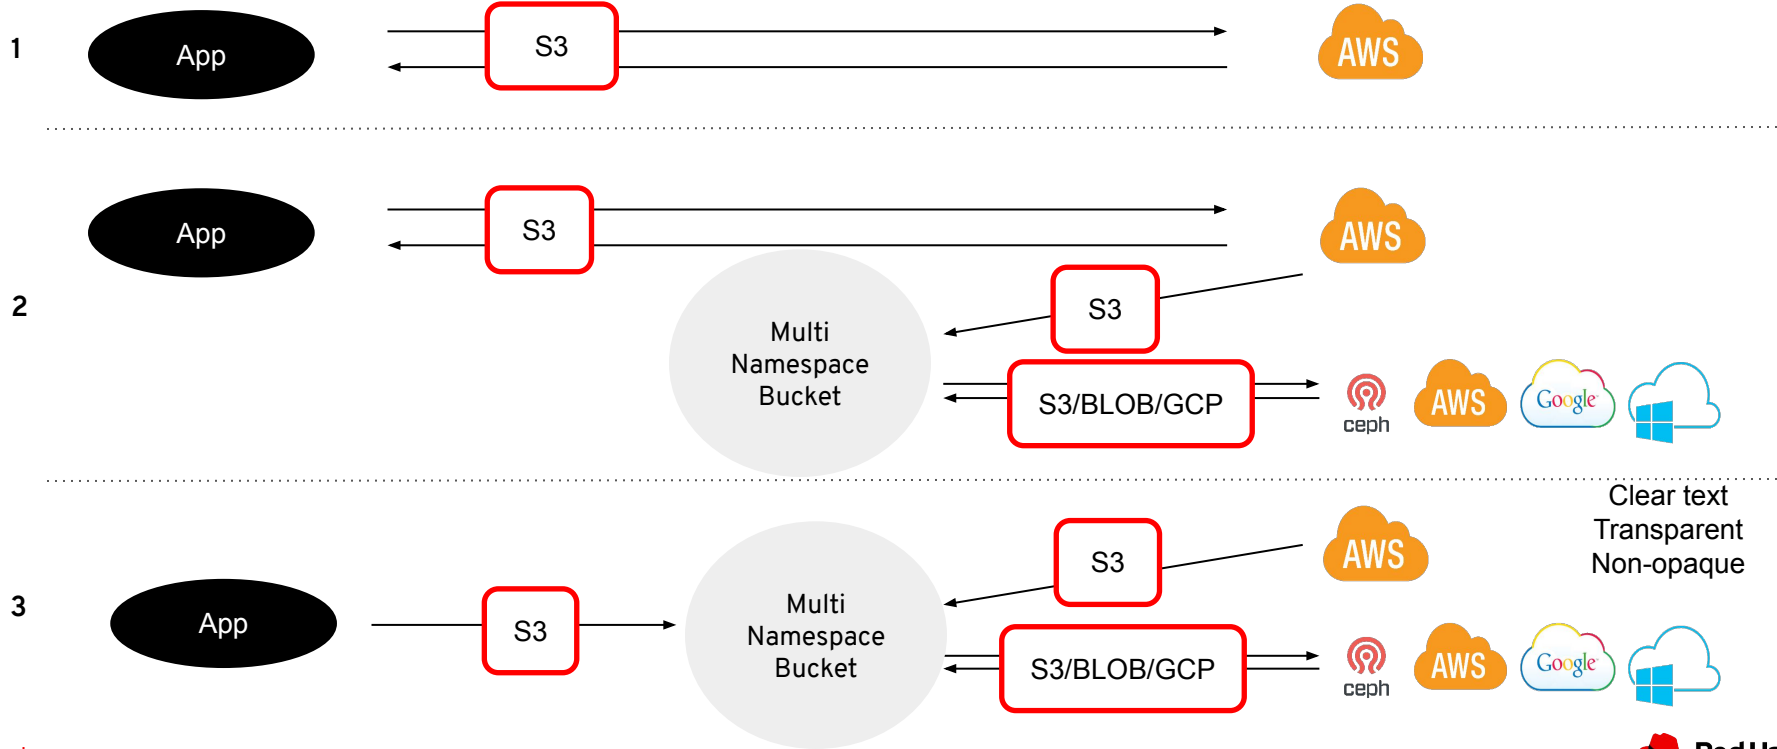 1
App
S3
AWS
2
App
S3
AWS
Multi
Namespace
Bucket
S3
S3/BLOB/GCP
ceph
AWS
Google
3
App
S3
Multi
Namespace
Bucket
S3
AWS
Clear text
Transparent
Non-opaque
S3/BLOB/GCP
ceph
AWS
Google